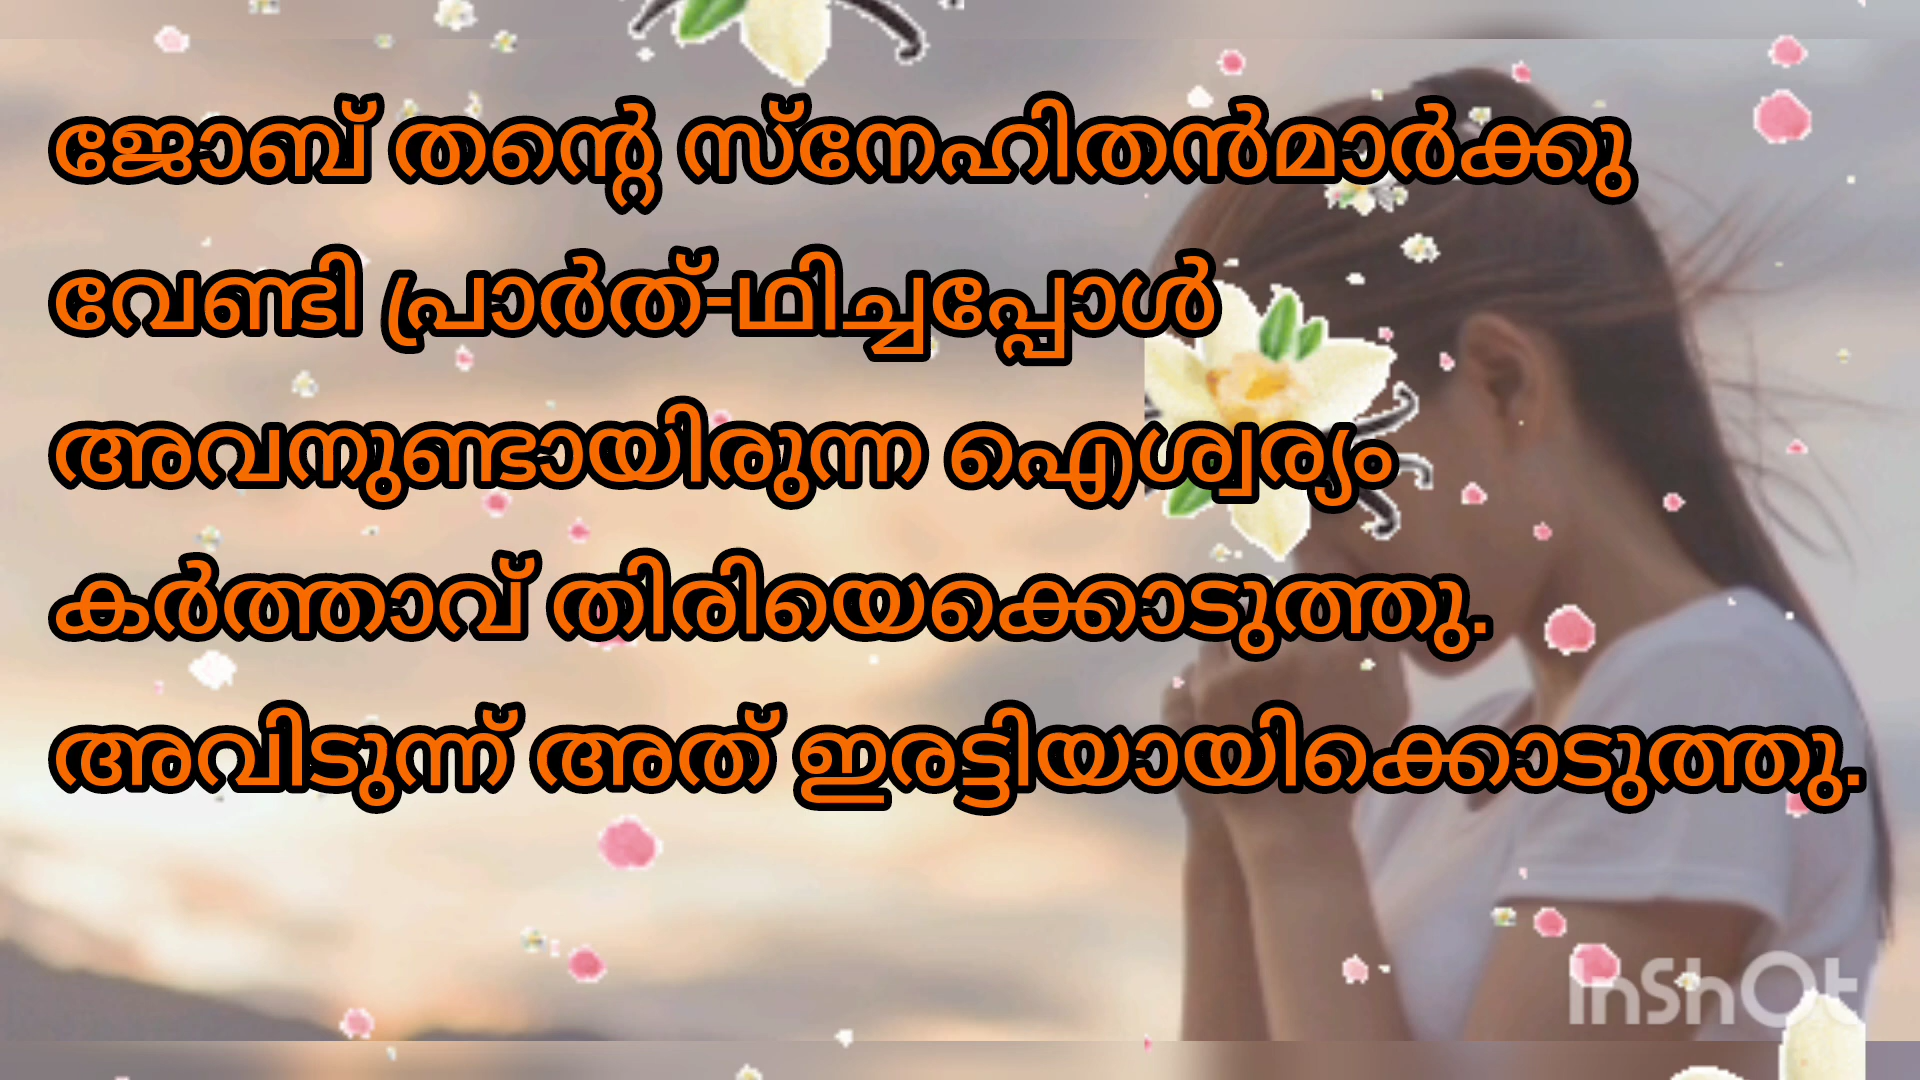 ജോബ് തന്റെ സ്നേഹിതൻമാർക്കു
വേണ്ടി പ്രാർത്-ഥിച്ചപ്പോൾ
അവനുണ്ടായിരുന്ന ഐശ്വര്യം
കർത്താവ് തിരിയെക്കൊടുത്തു.
അവിടുന്ന് അത് ഇരട്ടിയായിക്കൊടുത്തു.
InShOt